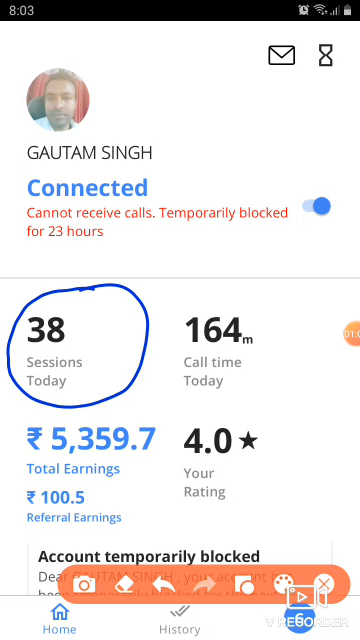 8:03
GAUTAM SINGH
Connected
Cannot receive calls. Temporarily blocked
for 23 hours
38
Sessions
Today
164m
Call time
Today
₹ 5,359.7
Total Earnings
₹ 100.5
Referral Earnings
4.0 ★
Your
Rating
Account temporarily blocked
Dear GAUTAM SINGH , your account
Home
History
6
V RECORDER